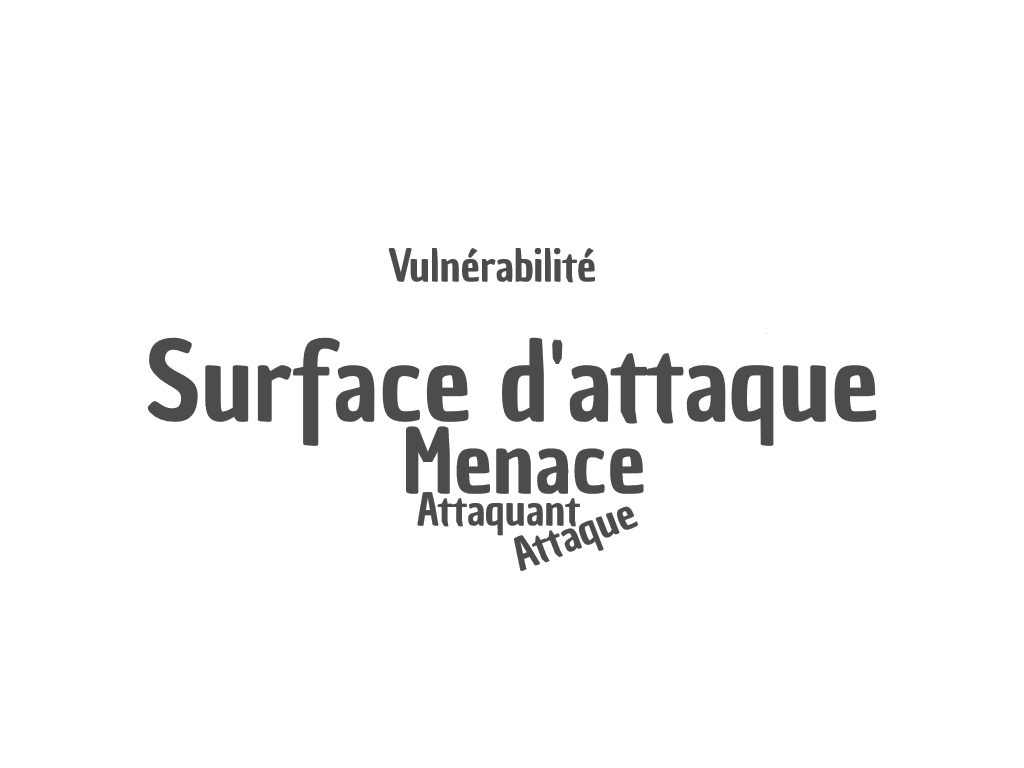 Vulnérabilité
Surface d'attaque
Menace
Attaquant
Attaque